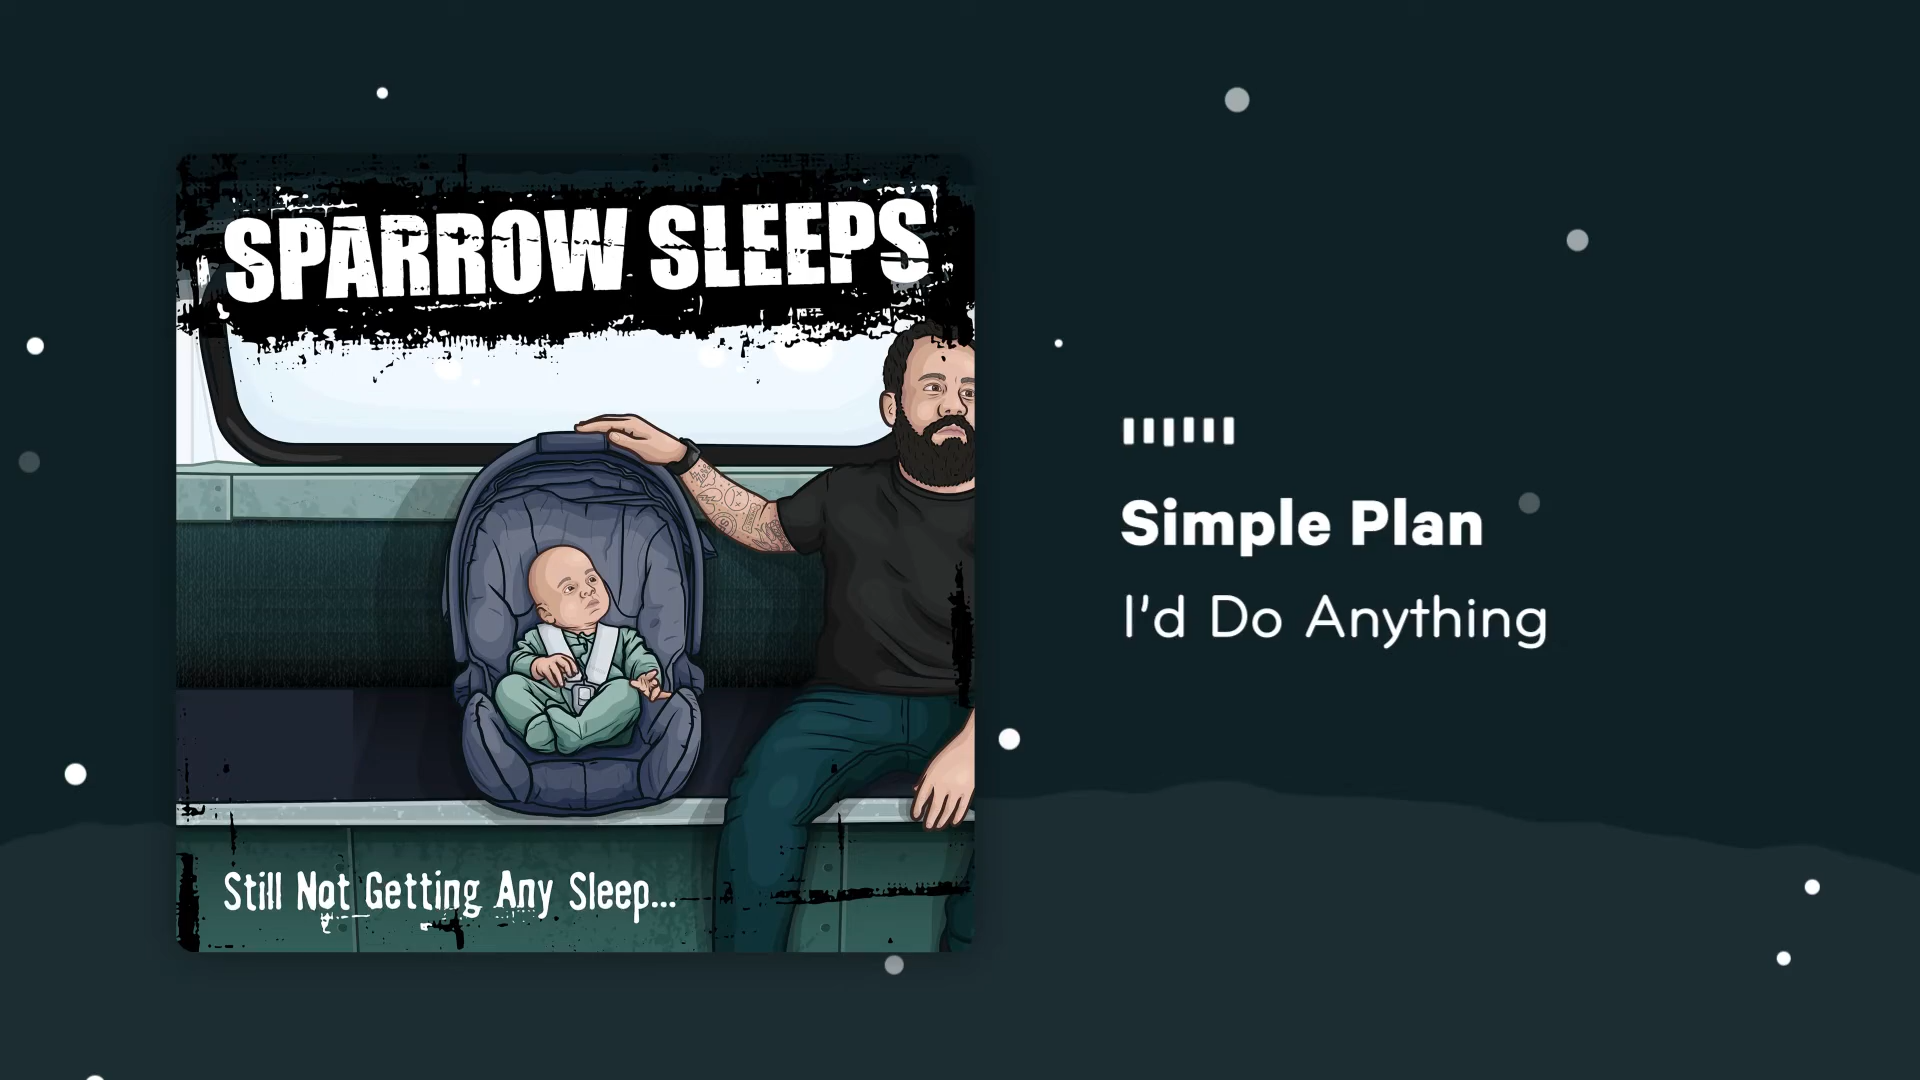 SPARROW SLEEPS
Still Not Getting Any Sleep...
Simple Plan
I'd Do Anything